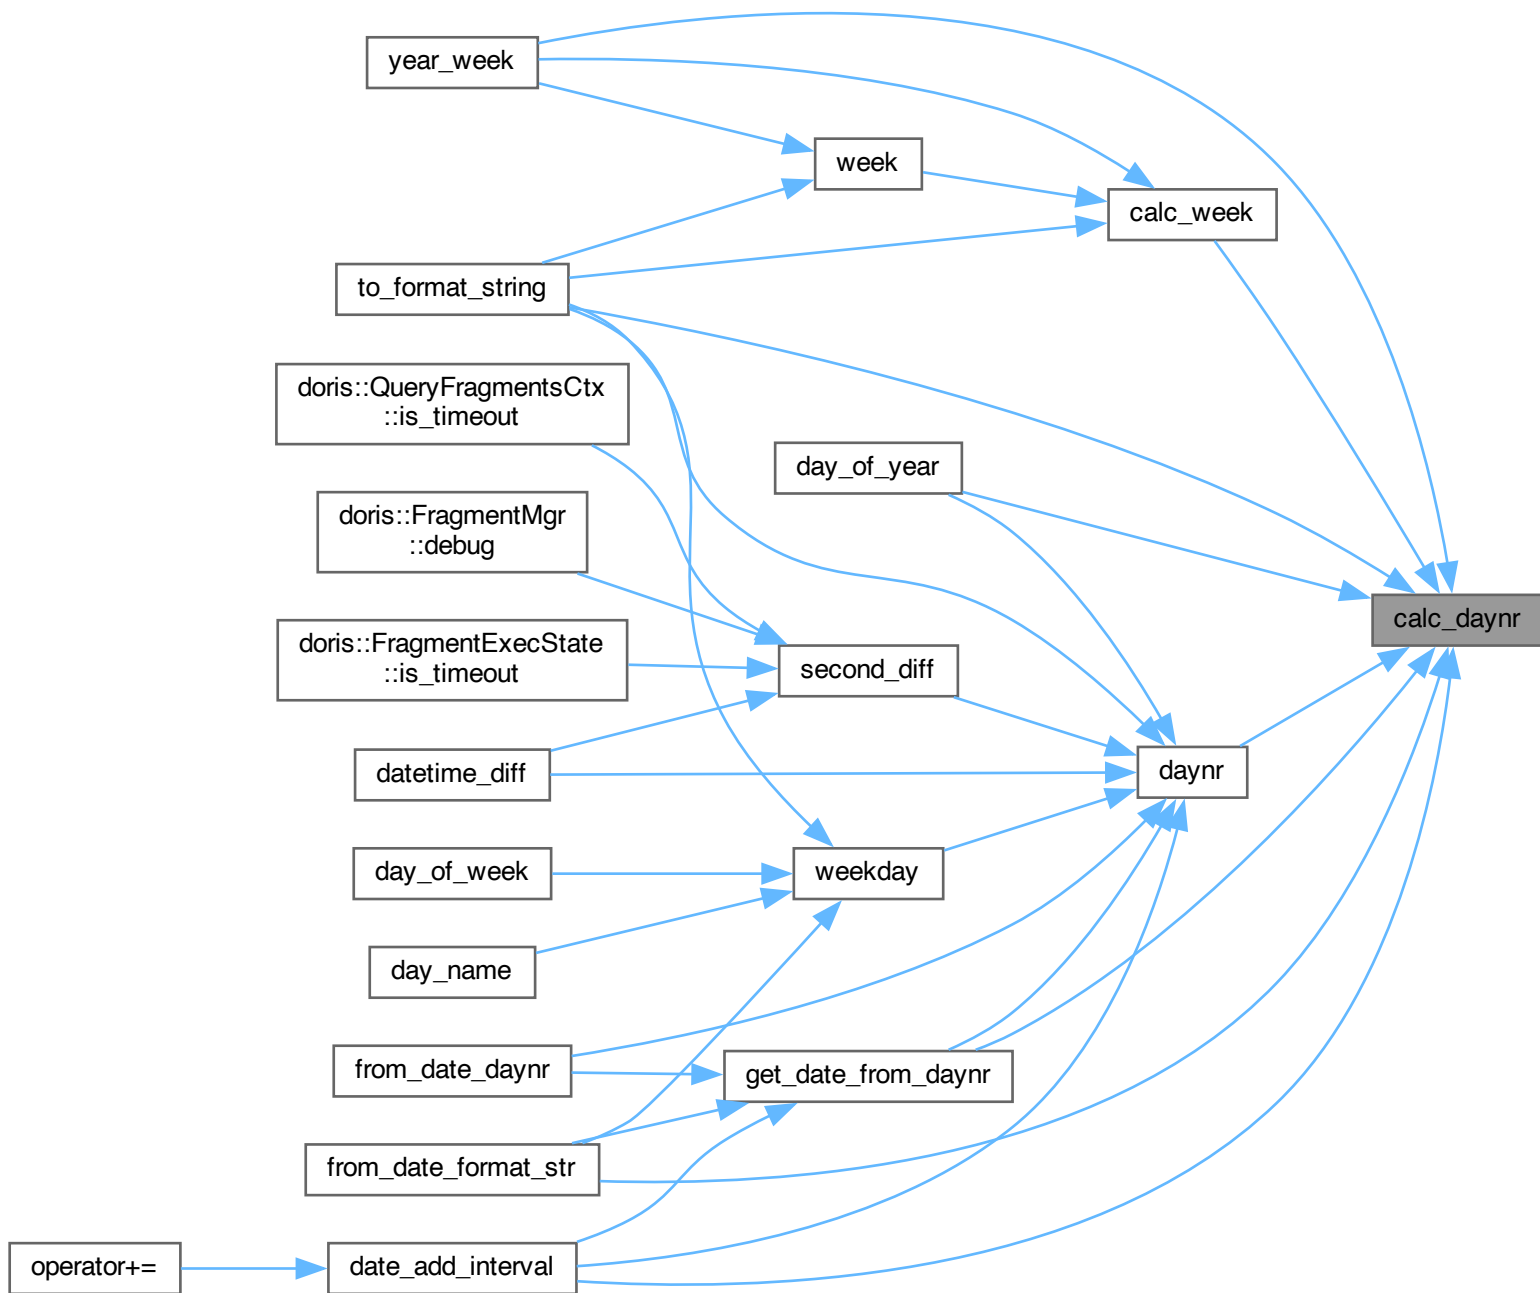 year_week
week
calc_week
to_format_string
doris::QueryFragmentsCtx
::is_timeout
day_of_year
doris::FragmentMgr
::debug
calc_daynr
doris::FragmentExecState
::is_timeout
second_diff
datetime_diff
daynr
day_of_week
weekday
day_name
from_date_daynr
get_date_from_daynr
from_date_format_str
operator+=
date_add_interval